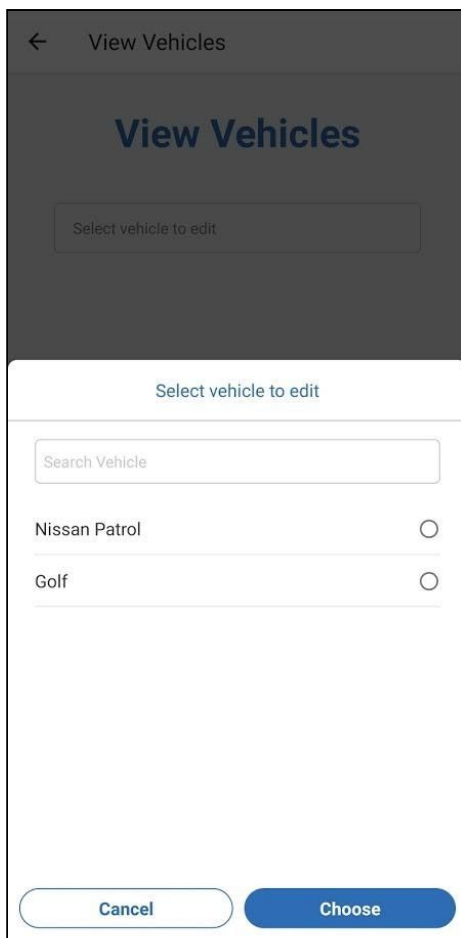 View Vehicles
View Vehicles
Select vehicle to edit
Select vehicle to edit
Search Vehicle
Nissan Patrol
Golf
Cancel Choose